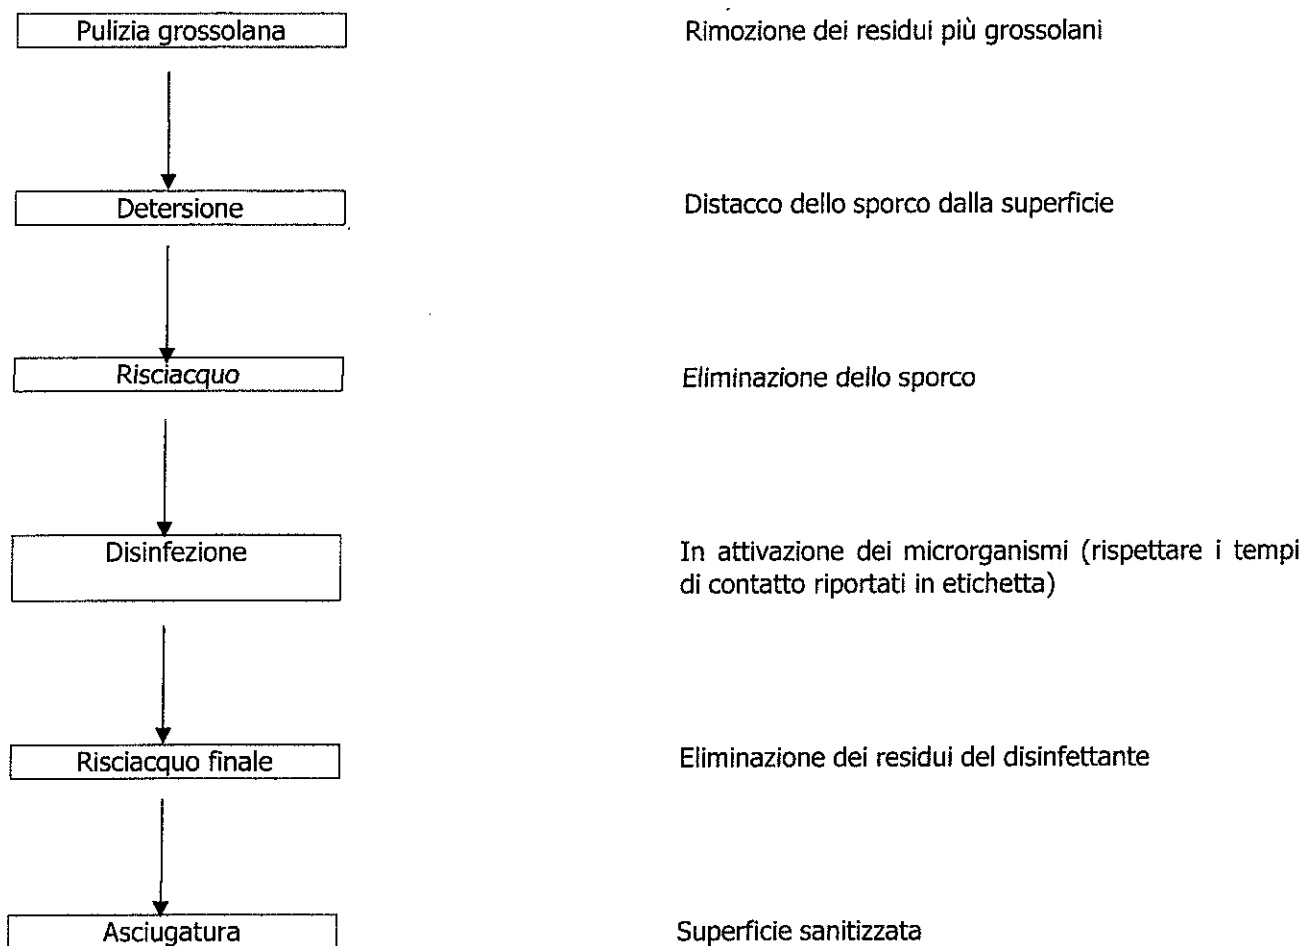 Pulizia grossolana
Rimozione dei residui più grossolani
Detersione
Distacco dello sporco dalla superficie
Risciacquo
Eliminazione dello sporco
Disinfezione
In attivazione dei microrganismi (rispettare i tempi
di contatto riportati in etichetta)
Risciacquo finale
Eliminazione dei residui del disinfettante
Asciugatura
Superficie sanitizzata